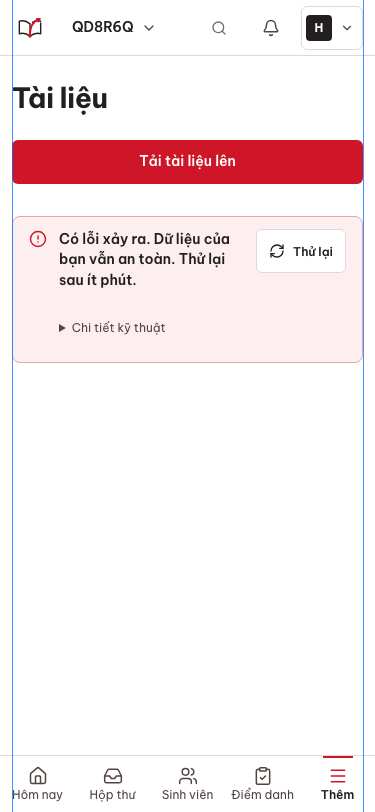 QD8R6Q
H
Tài liệu
Tải tài liệu lên
Có lỗi xảy ra. Dữ liệu của
bạn vẫn an toàn. Thử lại
sau ít phút.
Thử lại
Chi tiết kỹ thuật
Hôm nay
Hộp thư
Sinh viên
Điểm danh
Thêm